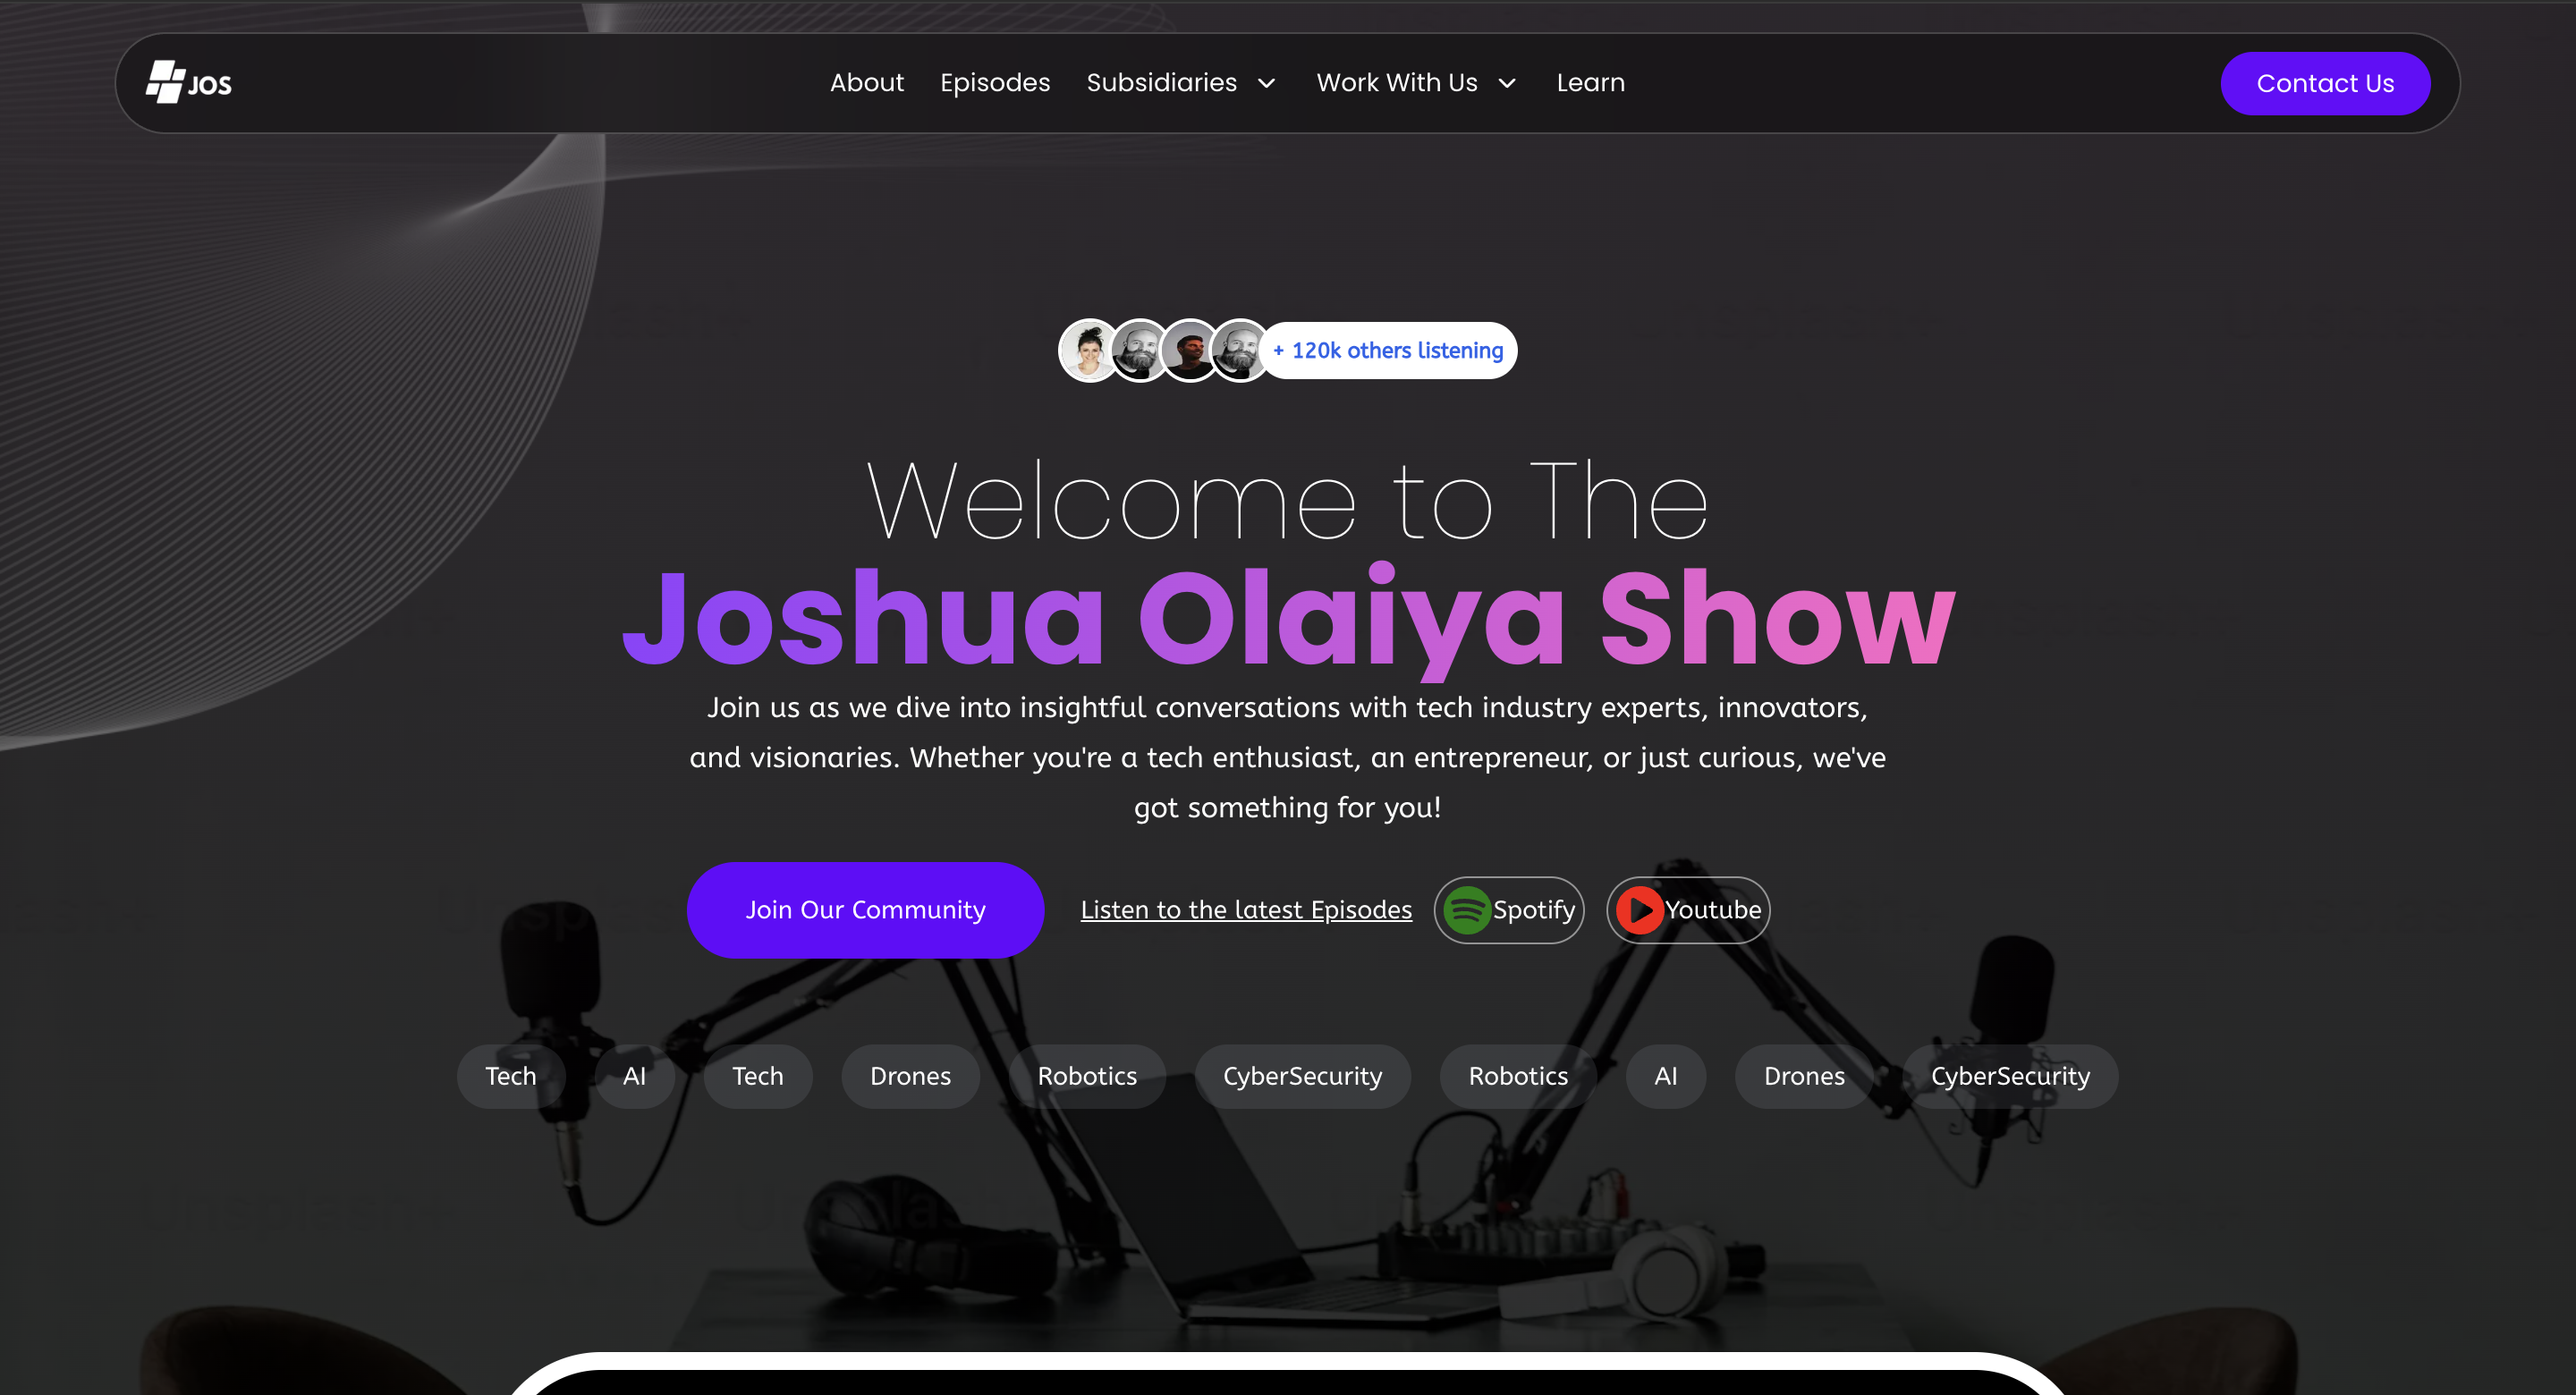 JOS
About Episodes Subsidiaries Work With Us Learn
Contact Us
+ 120k others listening
Welcome to The
Joshua Olaiya Show
Join us as we dive into insightful conversations with tech industry experts, innovators,
and visionaries. Whether you're a tech enthusiast, an entrepreneur, or just curious, we've
got something for you!
Join Our Community
Listen to the latest Episodes
Spotify
Youtube
Tech AI Tech Drones Robotics CyberSecurity Robotics AI Drones CyberSecurity